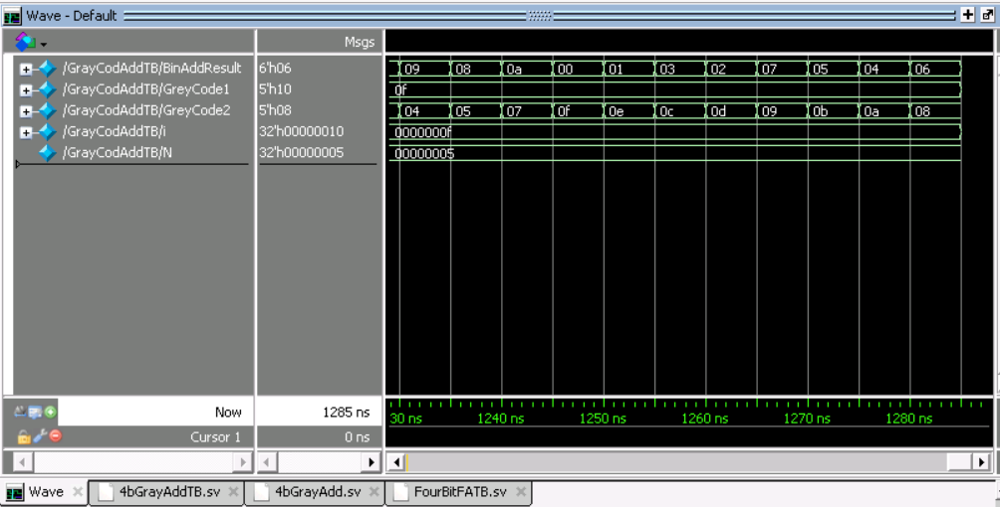 Wave - Default
Msgs
/GrayCodAddTB/BinAddResult 6'h06 09 08 0a 00 01 03 02 07 05 04 06
/GrayCodAddTB/GreyCode1 5'h10 0f
/GrayCodAddTB/GreyCode2 5'h08 04 05 07 0f 0e 0c 0d 09 0b 0a 08
/GrayCodAddTB/i 32'h00000010 0000000f
/GrayCodAddTB/N 32'h00000005 00000005
Now 1285 ns 30 ns 1240 ns 1250 ns 1260 ns 1270 ns 1280 ns
Cursor 1 0 ns
Wave 4bGrayAddTB.sv 4bGrayAdd.sv FourBitFATB.sv